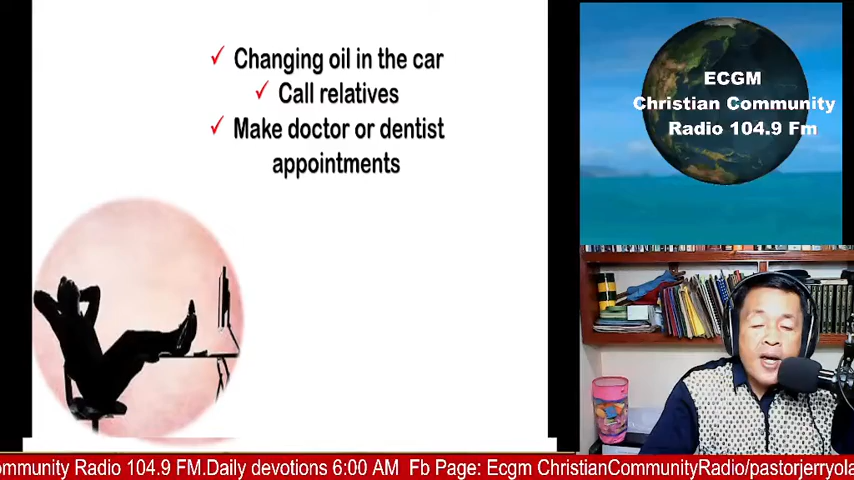 ✓ Changing oil in the car
✓ Call relatives
✓ Make doctor or dentist
appointments
ECGM
Christian Community
Radio 104.9 Fm
ommunity Radio 104.9 FM.Daily devotions 6:00 AM Fb Page: Ecgm ChristianCommunityRadio/pastorjerryola